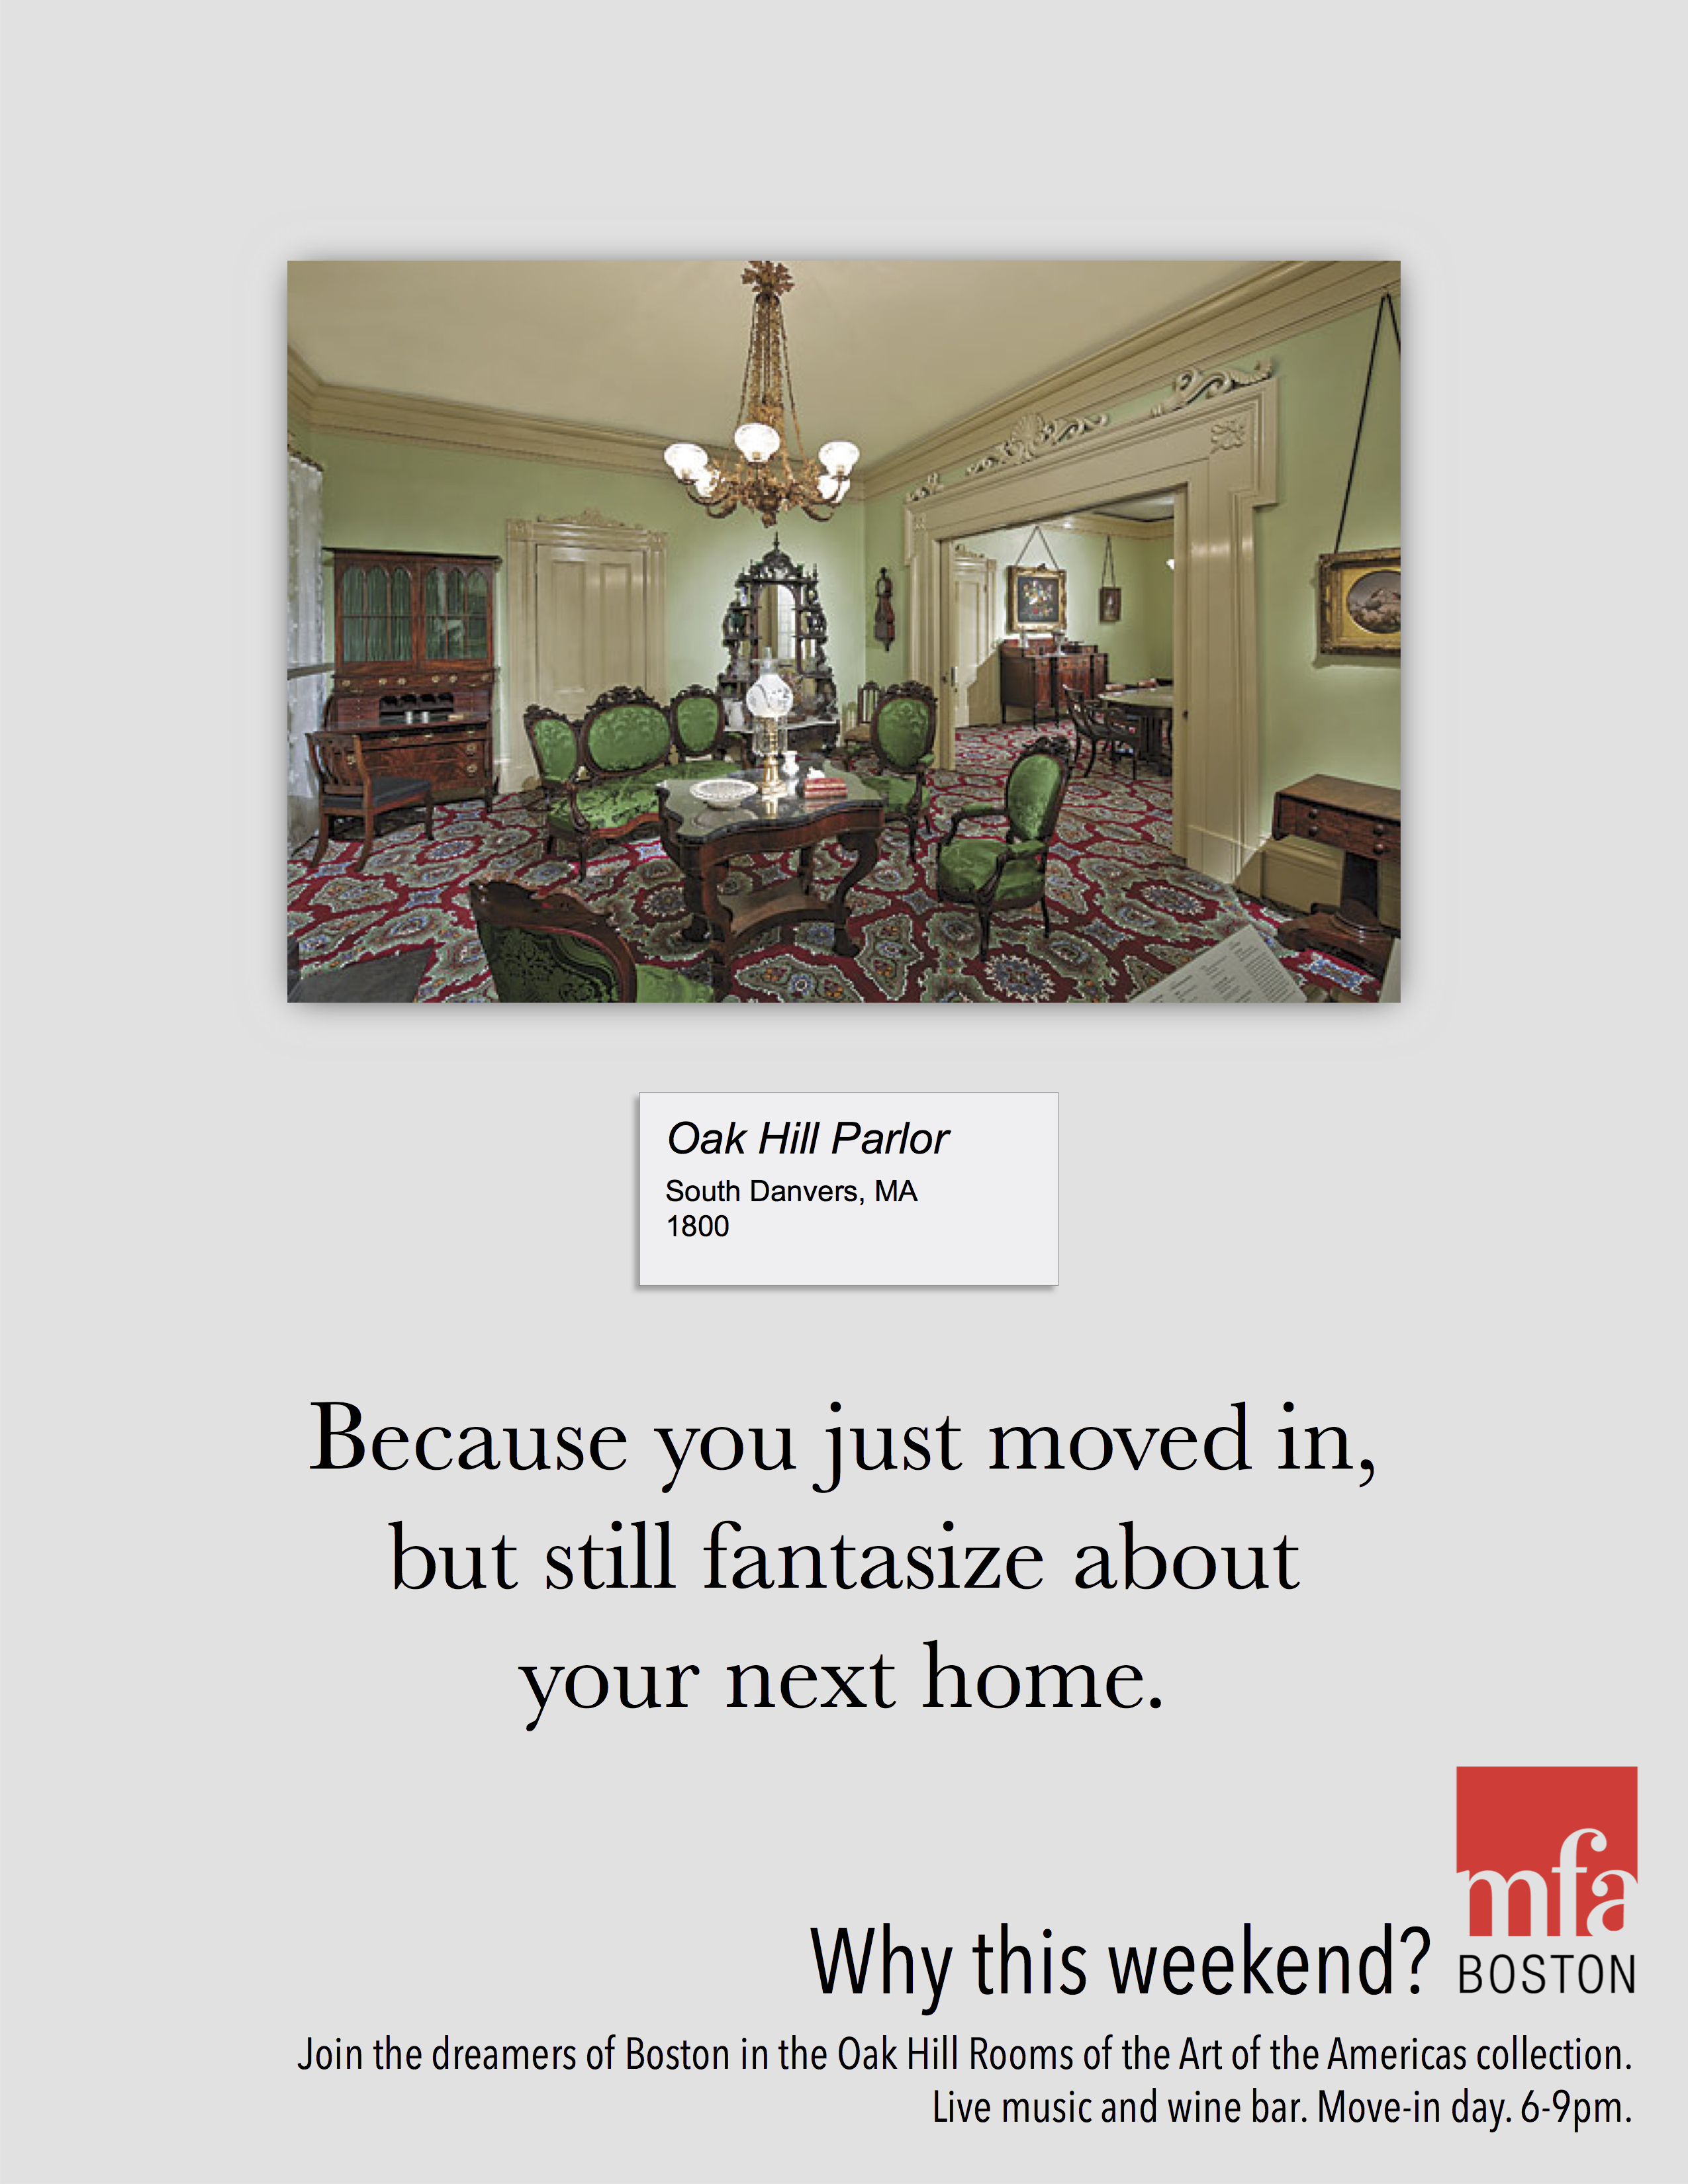 Oak Hill Parlor
South Danvers, MA
1800
Because you just moved in,
but still fantasize about
your next home.
mfa
Why this weekend? BOSTON
Join the dreamers of Boston in the Oak Hill Rooms of the Art of the Americas collection.
Live music and wine bar. Move-in day. 6-9pm.